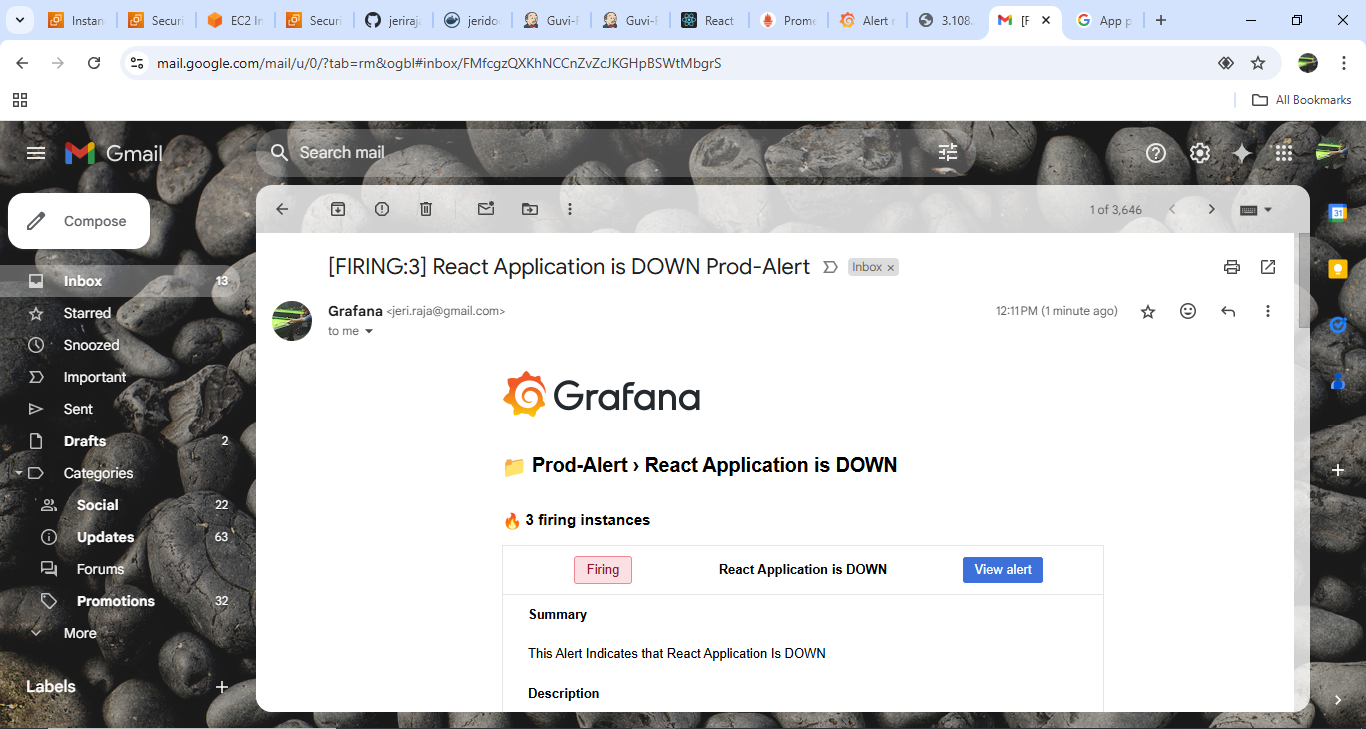 Instan
Securi
EC2 In
Securi
jeriraja
jerido
Guvi-F
Guvi-F
React
Prome
Alert r
3.108.
[F
App p
mail.google.com/mail/u/0/?tab=rm&ogbl#inbox/FMfcgzQXKhNCCnZvZcJKGHpBSWtMbgrS
All Bookmarks
Gmail
Search mail
Compose
1 of 3,646
31
Inbox 13
Starred
Snoozed
Important
Sent
Drafts 2
Categories
Social 22
Updates 63
Forums
Promotions 32
More
Labels
[FIRING:3] React Application is DOWN Prod-Alert
Inbox ×
Grafana <jeri.raja@gmail.com>
12:11 PM (1 minute ago)
to me
Grafana
Prod-Alert › React Application is DOWN
3 firing instances
Firing
React Application is DOWN
View alert
Summary
This Alert Indicates that React Application Is DOWN
Description